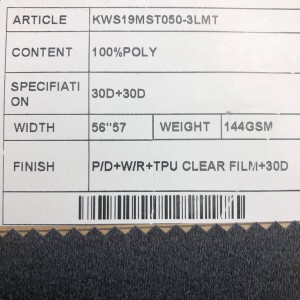 ARTICLE KWS19MST050-3LMT
CONTENT 100%POLY
SPECIFIATI
ON 30D+30D
WIDTH 56"57 WEIGHT 144GSM
FINISH P/D+W/R+TPU CLEAR FILM+30D